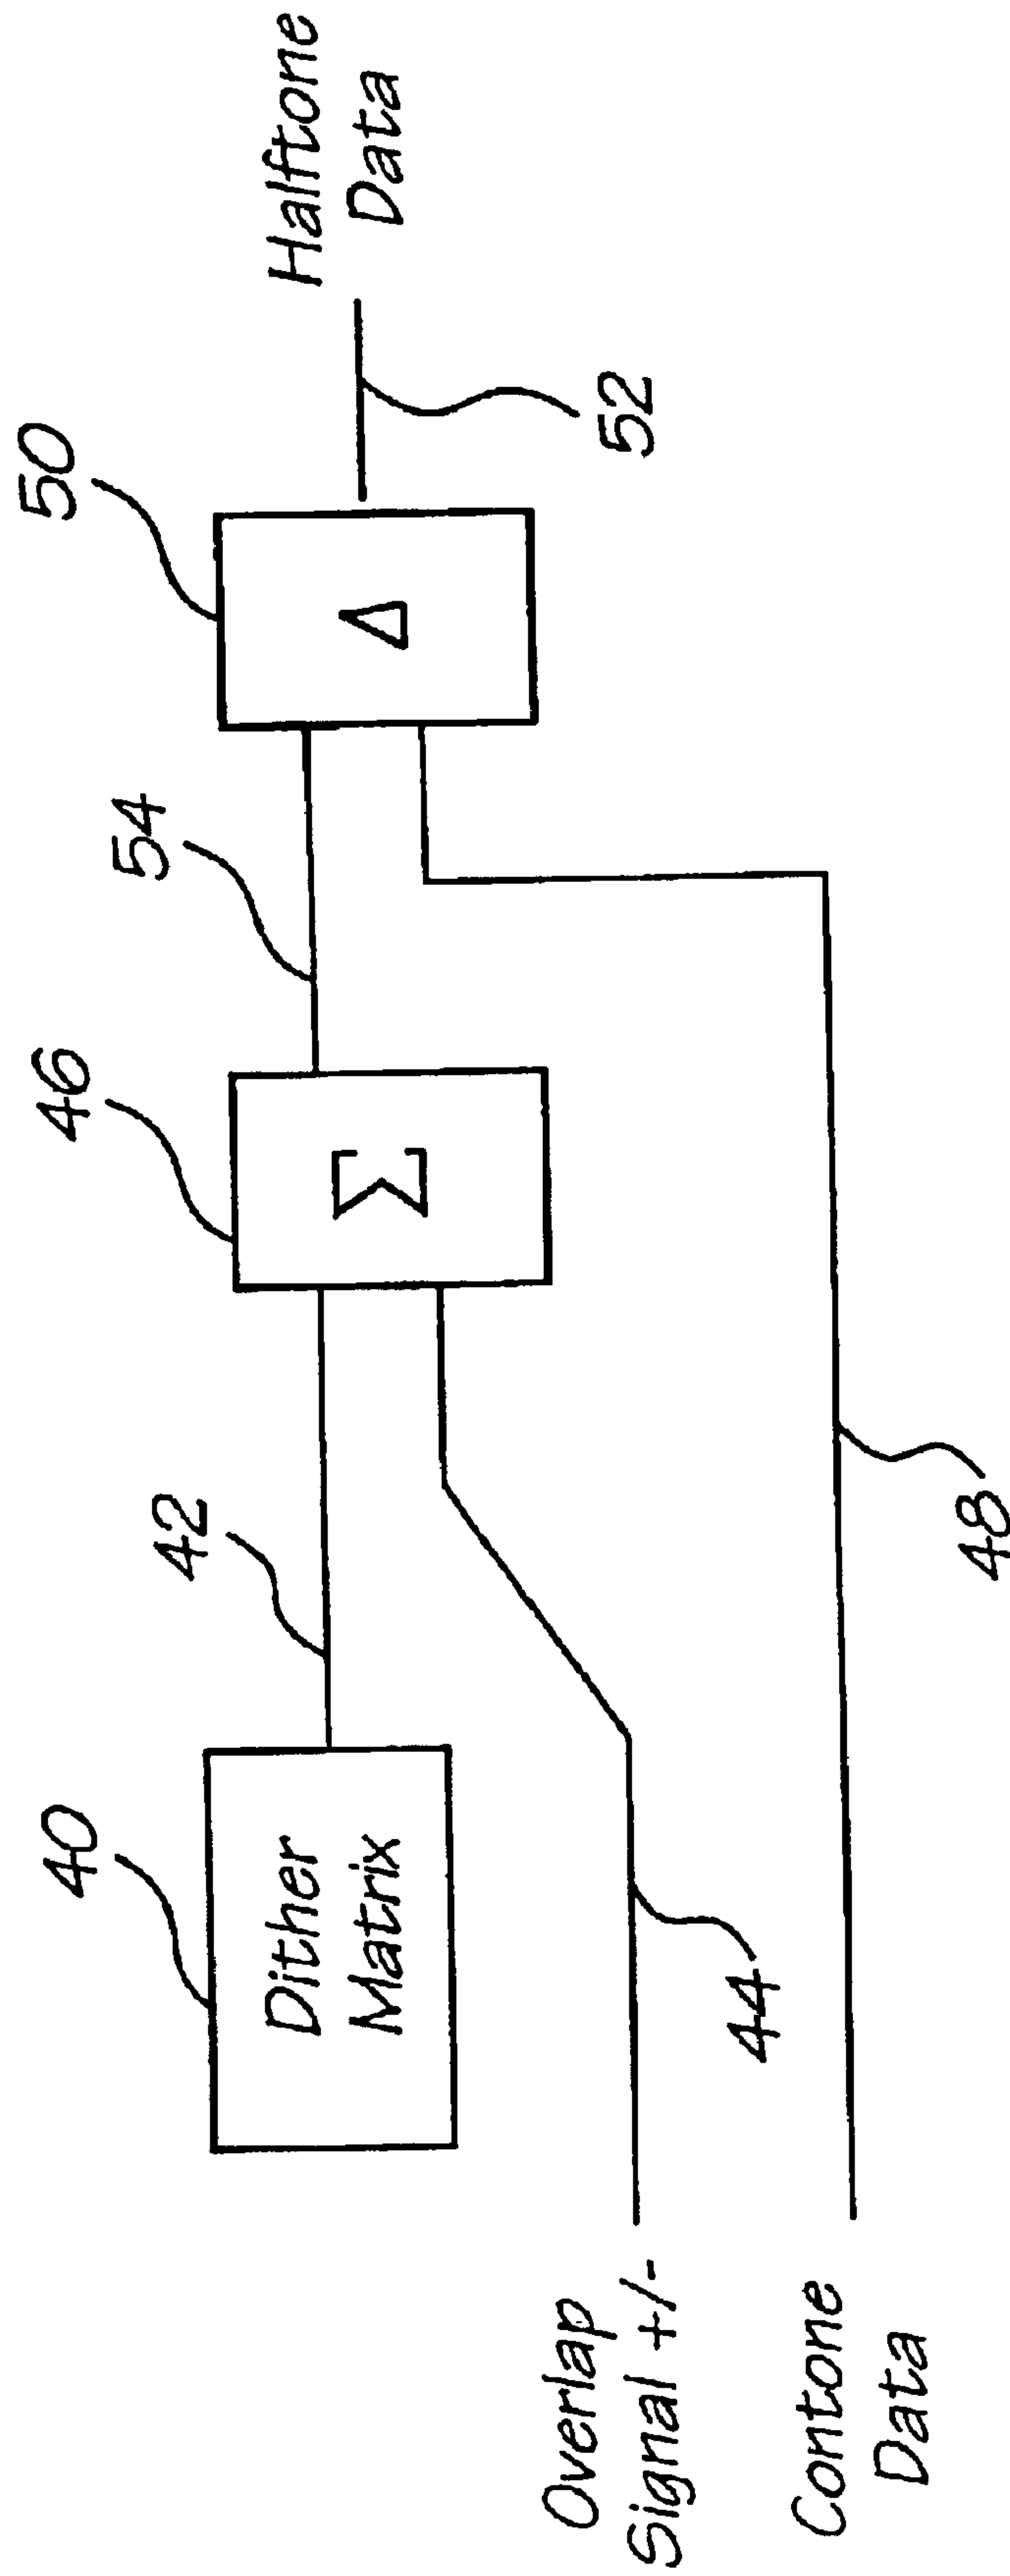 40
Dither
Matrix
42
46
Σ
54
50
Δ
Halftone
Data
52
Overlap
Signal +/-
44
Contone
Data
48